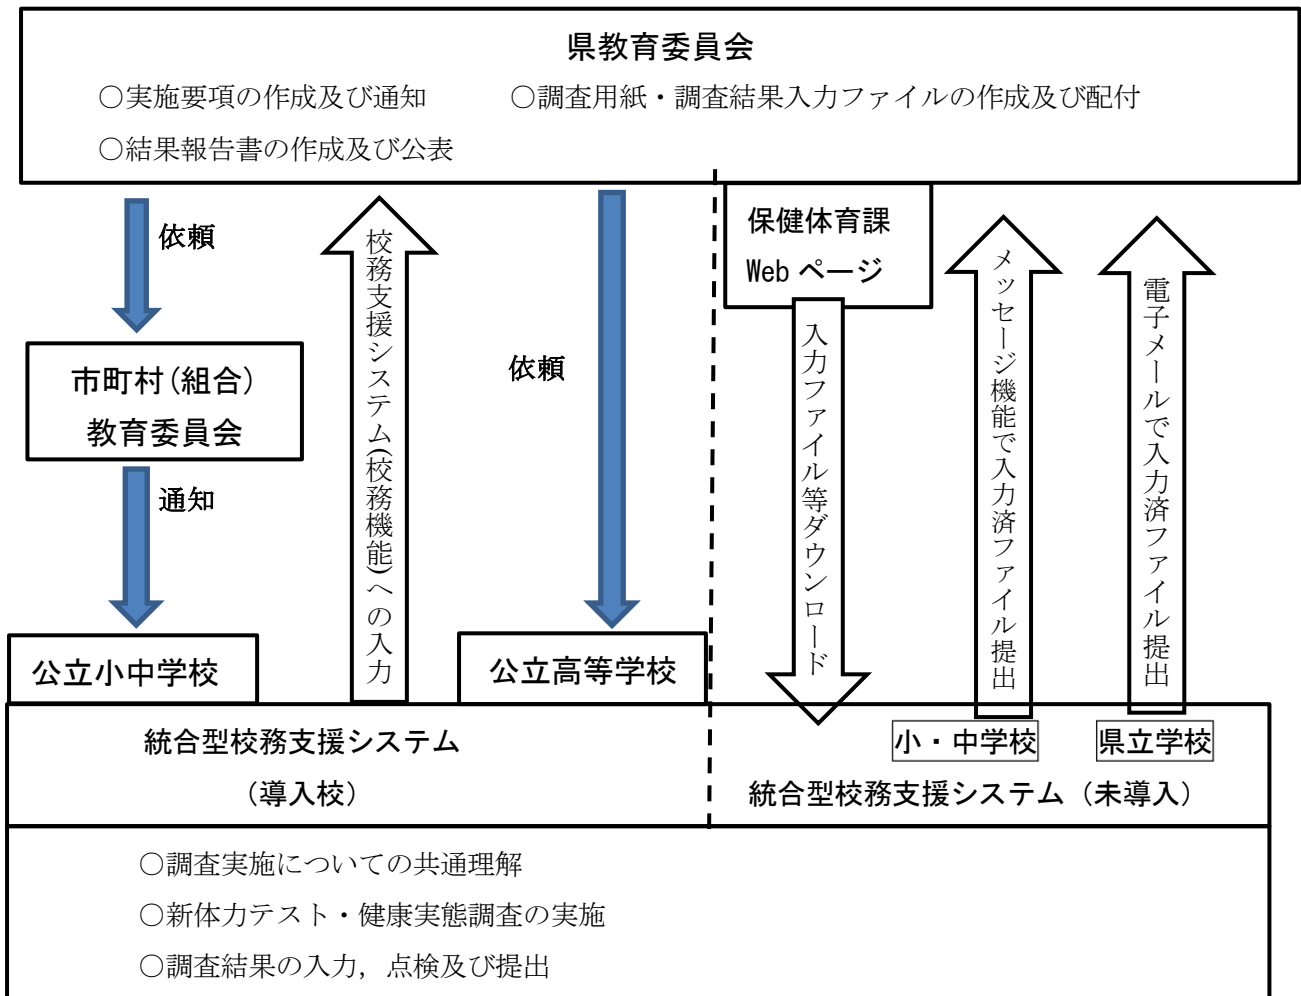 県教育委員会
○実施要項の作成及び通知
○調査用紙・調査結果入力ファイルの作成及び配付
○結果報告書の作成及び公表
依頼
市町村(組合)
教育委員会
通知
校務支援システム(校務機能)への入力
依頼
保健体育課
Web ページ
入力ファイル等ダウンロード
メッセージ機能で入力済ファイル提出
電子メールで入力済ファイル提出
公立小中学校
公立高等学校
統合型校務支援システム
（導入校）
小・中学校
県立学校
統合型校務支援システム（未導入）
○調査実施についての共通理解
○新体力テスト・健康実態調査の実施
○調査結果の入力，点検及び提出